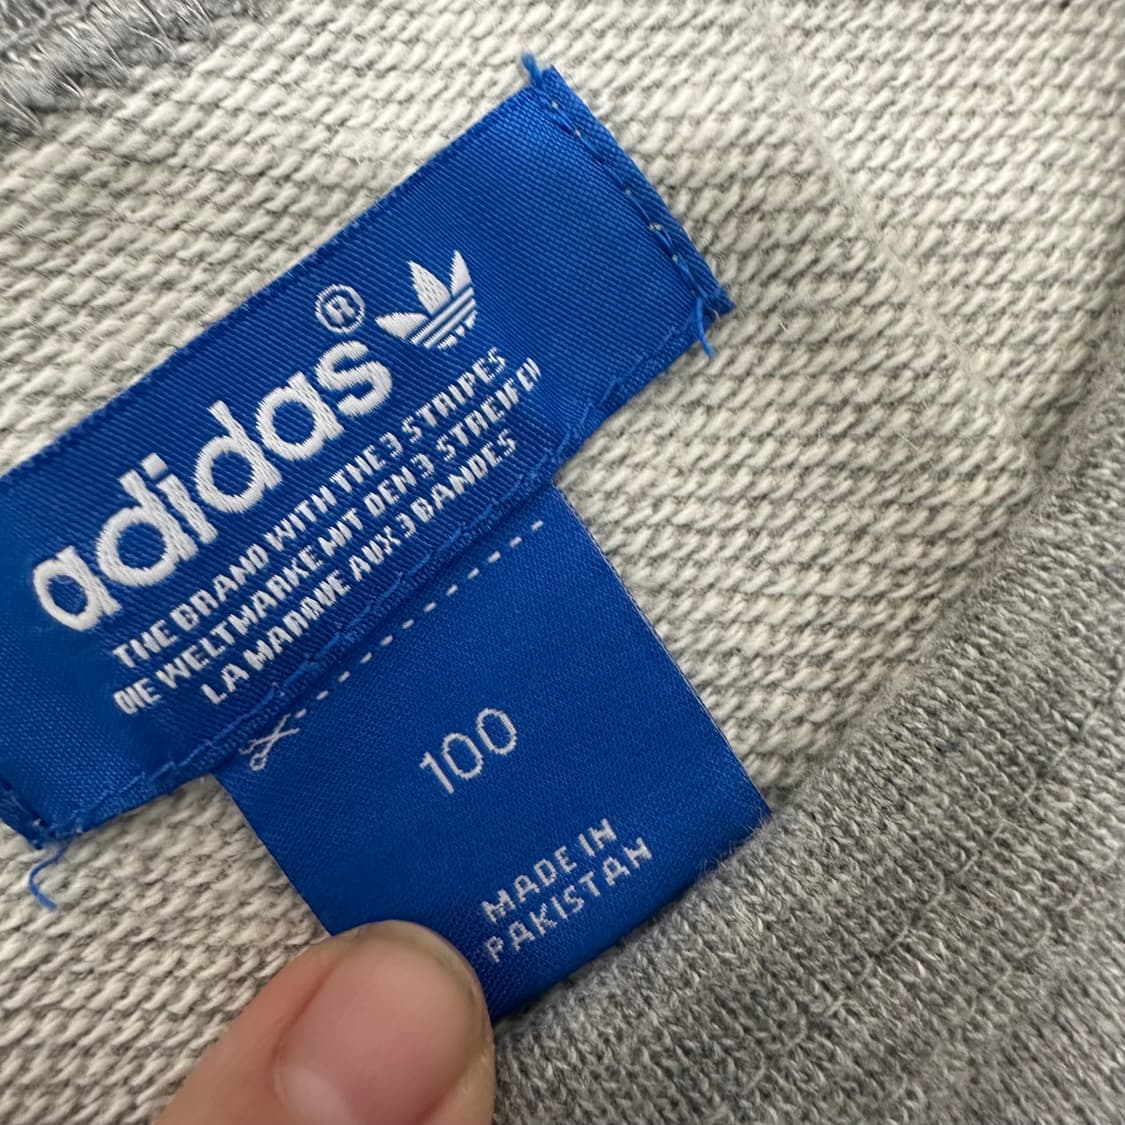 adidas®
THE BRAND WITH THE 3 STRIPES
DIE WELTMARKE MIT DEN 3 STREIFEN
LA MARQUE AUX 3 BANDES
100
MADE IN
PAKISTAN